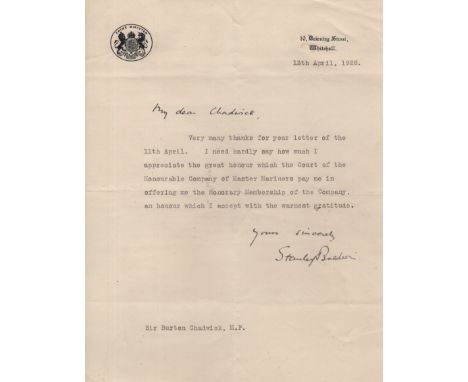 PRIME MINISTER
10, Downing Street,
Whitehall.
13th April, 1928.
My dear Chadwick,
Very many thanks for your letter of the
11th April. I need hardly say how much I
appreciate the great honour which the Court of the
Honourable Company of Master Mariners pay me in
offering me the Honorary Membership of the Company,
an honour which I accept with the warmest gratitude.
Yours sincerely
Stanley Baldwin
Sir Burton Chadwick, M.P.